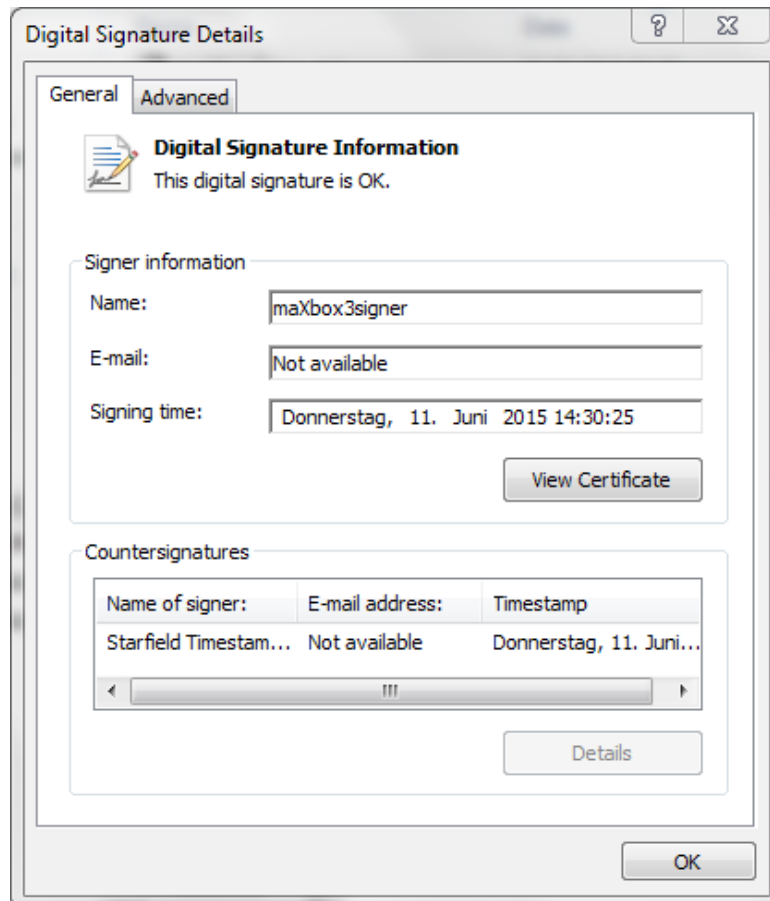 Digital Signature Details
General
Advanced
Digital Signature Information
This digital signature is OK.
Signer information
Name:
maXbox3signer
E-mail:
Not available
Signing time:
Donnerstag, 11. Juni 2015 14:30:25
View Certificate
Countersignatures
Name of signer: E-mail address: Timestamp
Starfield Timestam... Not available Donnerstag, 11. Juni...
Details
OK